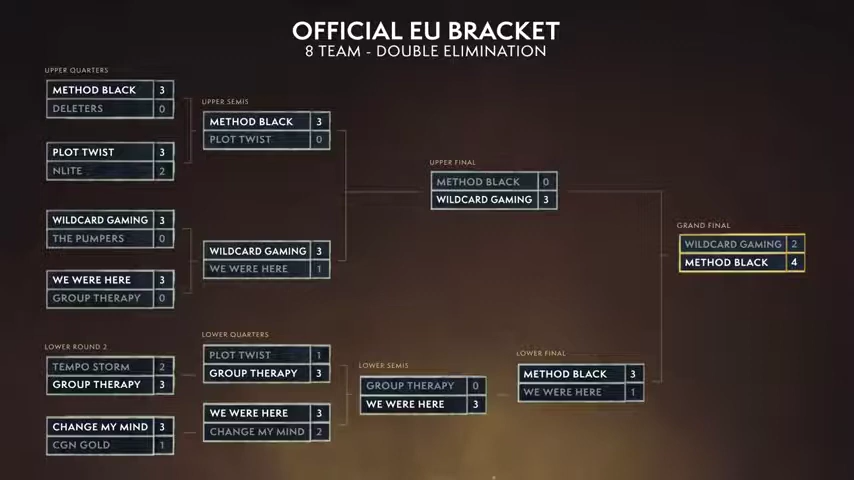 OFFICIAL EU BRACKET
8 TEAM - DOUBLE ELIMINATION
UPPER QUARTERS
METHOD BLACK 3
DELETERS 0
PLOT TWIST 3
NLITE 2
WILDCARD GAMING 3
THE PUMPERS 0
WE WERE HERE 3
GROUP THERAPY 0
UPPER SEMIS
METHOD BLACK 3
PLOT TWIST 0
WILDCARD GAMING 3
WE WERE HERE 1
UPPER FINAL
METHOD BLACK 0
WILDCARD GAMING 3
GRAND FINAL
WILDCARD GAMING 2
METHOD BLACK 4
LOWER ROUND 2
TEMPO STORM 2
GROUP THERAPY 3
CHANGE MY MIND 3
CGN GOLD 1
LOWER QUARTERS
PLOT TWIST 1
GROUP THERAPY 3
WE WERE HERE 3
CHANGE MY MIND 2
LOWER SEMIS
GROUP THERAPY 0
WE WERE HERE 3
LOWER FINAL
METHOD BLACK 3
WE WERE HERE 1